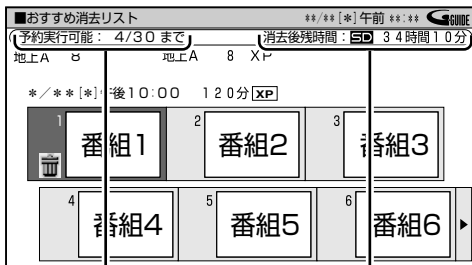 ■おすすめ消去リスト ＊＊/＊＊[＊]午前 ＊＊:＊＊ GGUIDE
予約実行可能： 4/30 まで 消去後残時間：SD 34時間10分
地上A 8 地上A 8 XP
＊/＊＊[＊]午後10:00 120分 XP
1 番組1 2 番組2 3 番組3
4 番組4 5 番組5 6 番組6